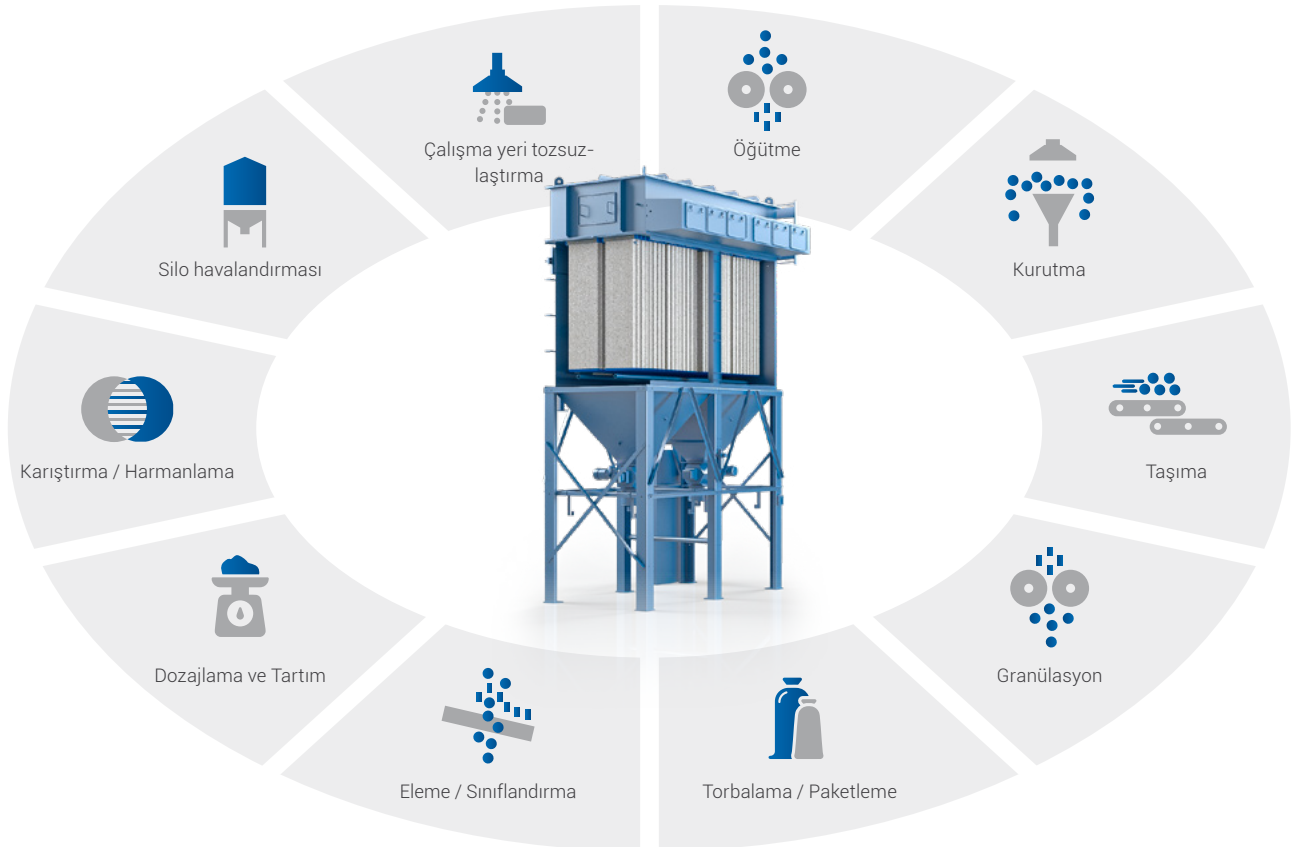 Çalışma yeri tozsuz-
laştırma
Öğütme
Silo havalandırması
Kurutma
Karıştırma / Harmanlama
Taşıma
Dozajlama ve Tartım
Granülasyon
Eleme / Sınıflandırma
Torbalama / Paketleme